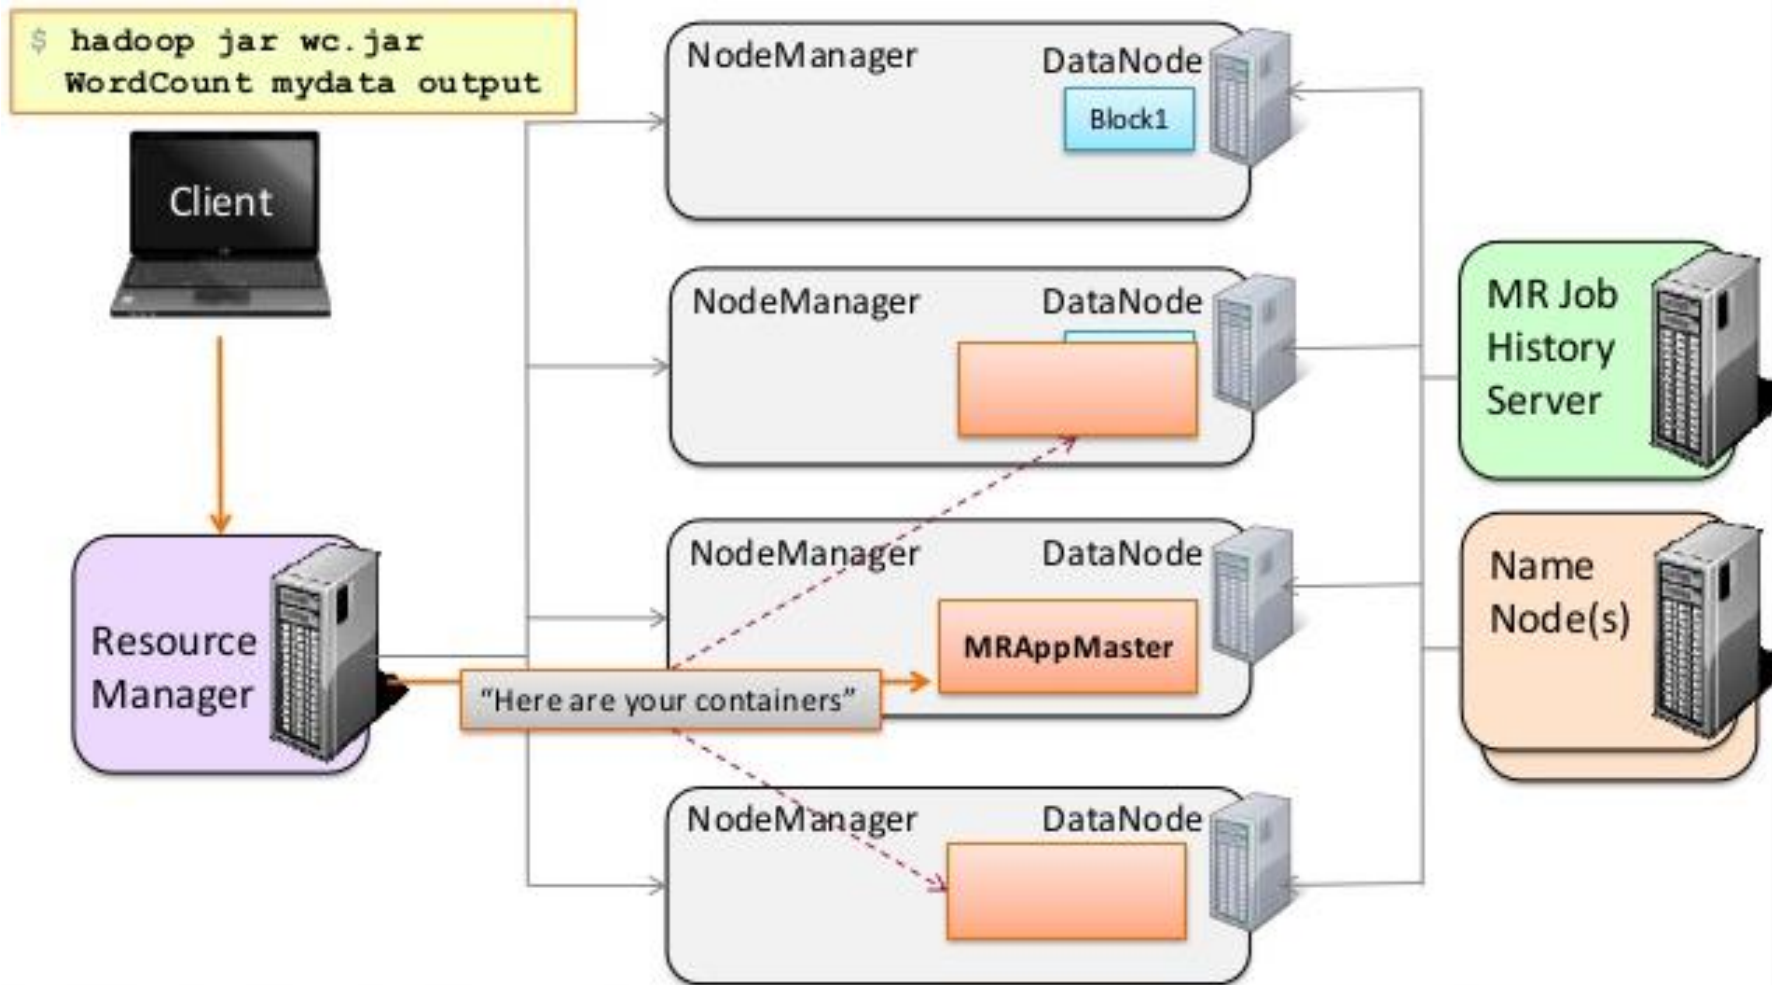 $ hadoop jar wc.jar
WordCount mydata output
Client
Resource
Manager
NodeManager
DataNode
Block1
NodeManager
DataNode
NodeManager
DataNode
MRAppMaster
"Here are your containers"
NodeManager
DataNode
MR Job
History
Server
Name
Node(s)